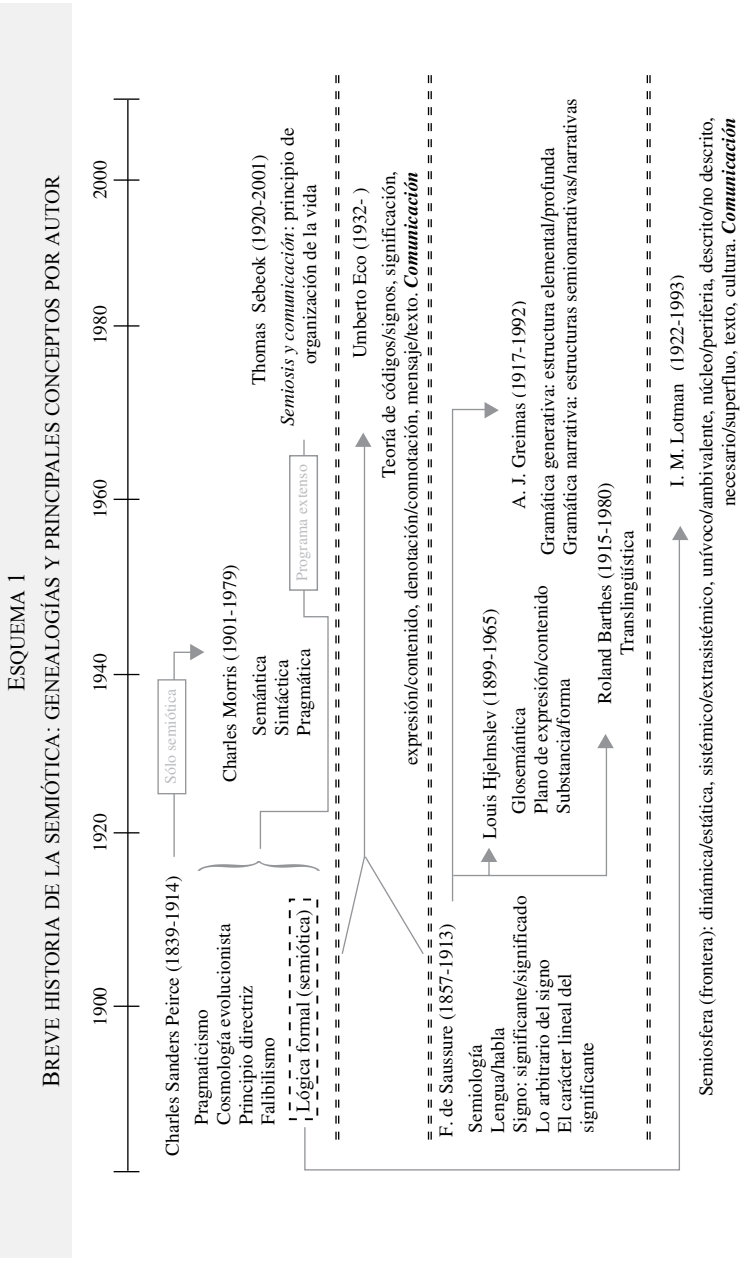 ESQUEMA 1
BREVE HISTORIA DE LA SEMIÓTICA: GENEALOGÍAS Y PRINCIPALES CONCEPTOS POR AUTOR
1900 1920 1940 1960 1980 2000
Charles Sanders Peirce (1839-1914)
Pragmaticismo
Cosmología evolucionista
Principio directriz
Falibilismo
Lógica formal (semiótica)
Sólo semiótica
Charles Morris (1901-1979)
Semántica
Sintáctica
Pragmática
Programa extenso
Thomas Sebeok (1920-2001)
Semiosis y comunicación: principio de
organización de la vida
Umberto Eco (1932- )
Teoría de códigos/signos, significación,
expresión/contenido, denotación/connotación, mensaje/texto. Comunicación
F. de Saussure (1857-1913)
Semiología
Lengua/habla
Signo: significante/significado
Lo arbitrario del signo
El carácter lineal del
significante
Louis Hjelmslev (1899-1965)
Glosemántica
Plano de expresión/contenido
Substancia/forma
A. J. Greimas (1917-1992)
Gramática generativa: estructura elemental/profunda
Gramática narrativa: estructuras semionarrativas/narrativas
Roland Barthes (1915-1980)
Translingüística
I. M. Lotman (1922-1993)
Semiosfera (frontera): dinámica/estática, sistémico/extrasistémico, unívoco/ambivalente, núcleo/periferia, descrito/no descrito,
necesario/superfluo, texto, cultura. Comunicación